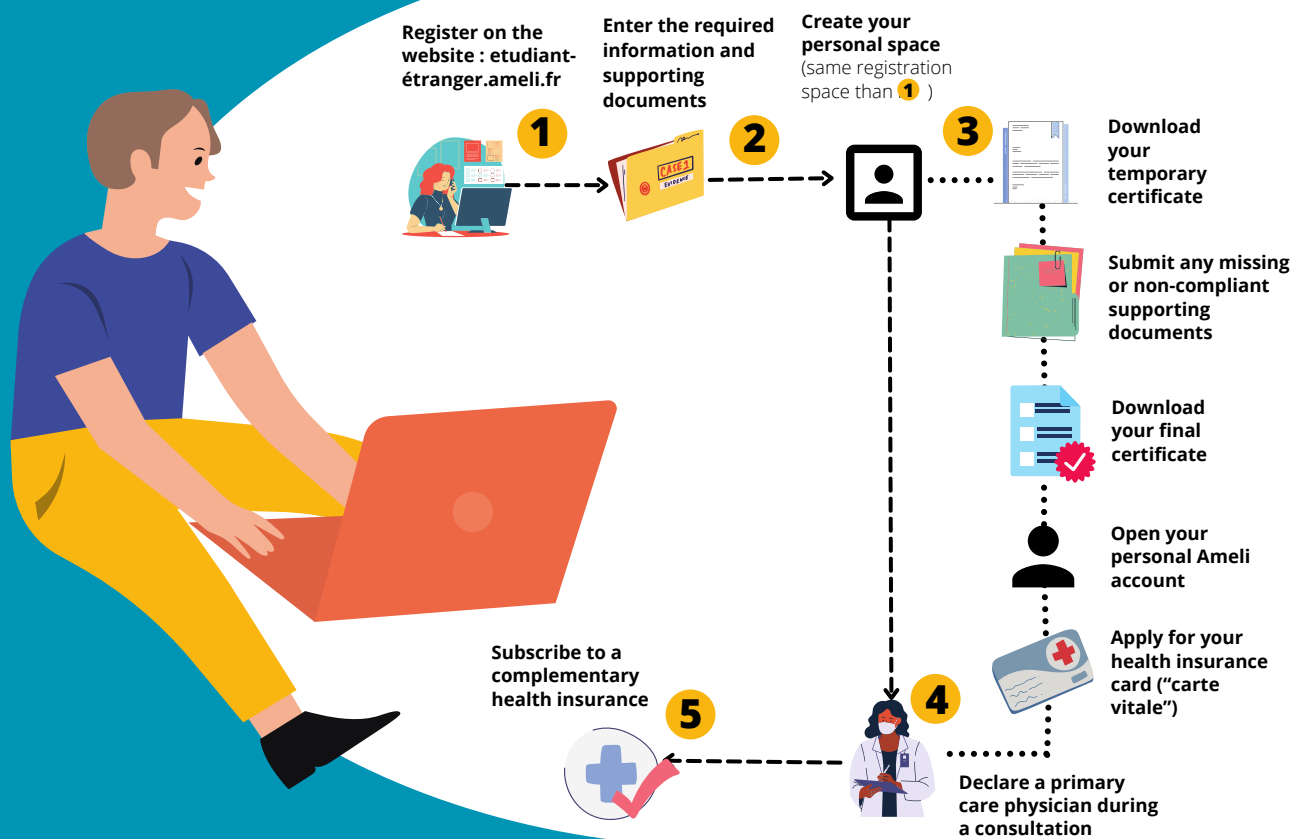 Register on the
website : etudiant-
étranger.ameli.fr
1
Enter the required
information and
supporting
documents
2
CASE 1
EVIDENCE
Create your
personal space
(same registration
space than 1 )
3
Download
your
temporary
certificate
Submit any missing
or non-compliant
supporting
documents
Download
your final
certificate
Open your
personal Ameli
account
Apply for your
health insurance
card (“carte
vitale”)
4
Declare a primary
care physician during
a consultation
Subscribe to a
complementary
health insurance
5